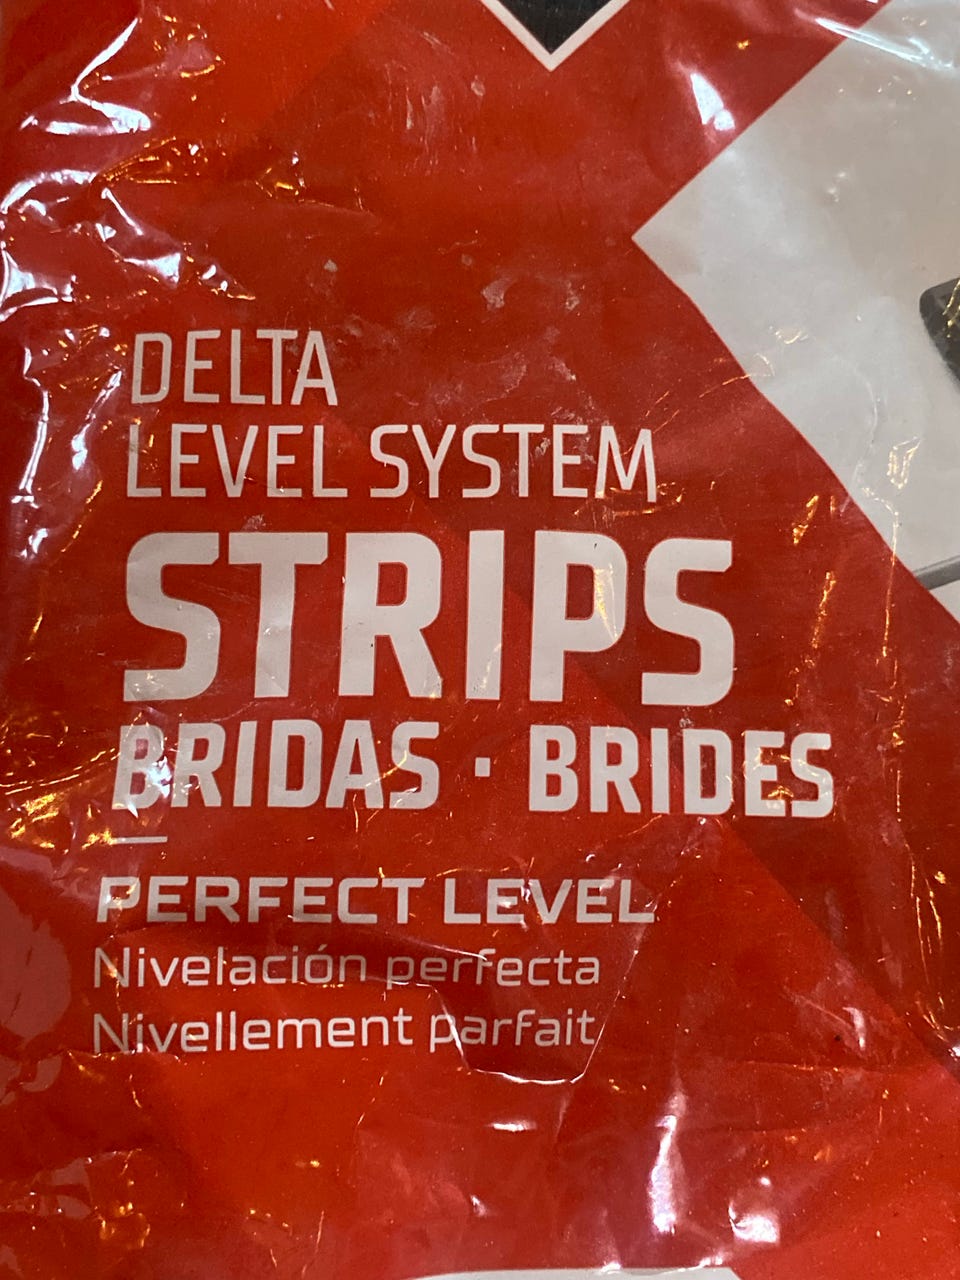 DELTA
LEVEL SYSTEM
STRIPS
BRIDAS · BRIDES
PERFECT LEVEL
Nivelación perfecta
Nivellement parfait